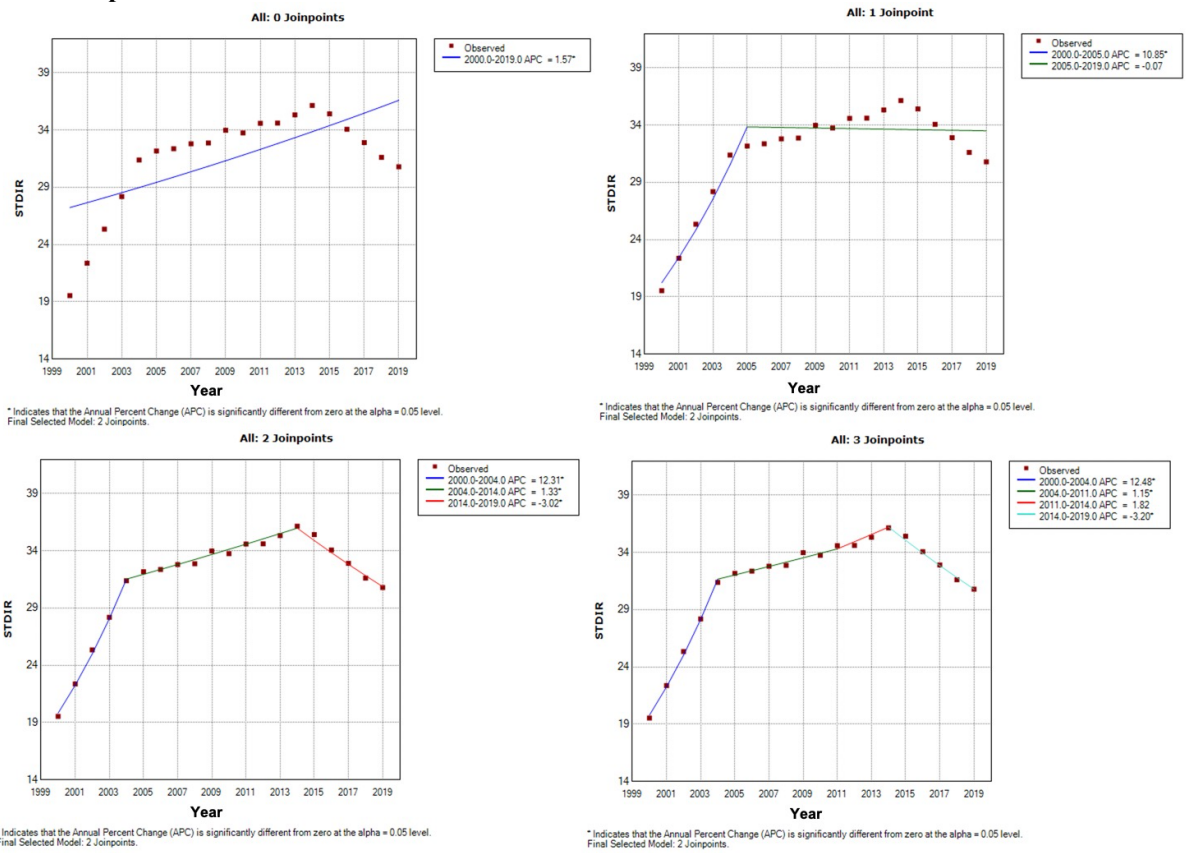 All: 0 Joinpoints
Observed
2000.0-2019.0 APC = 1.57*
39
34
29
24
19
14
STDIR
1999 2001 2003 2005 2007 2009 2011 2013 2015 2017 2019
Year
* Indicates that the Annual Percent Change (APC) is significantly different from zero at the alpha = 0.05 level.
Final Selected Model: 2 Joinpoints.
All: 1 Joinpoint
Observed
2000.0-2005.0 APC = 10.85*
2005.0-2019.0 APC = -0.07
39
34
29
24
19
14
STDIR
1999 2001 2003 2005 2007 2009 2011 2013 2015 2017 2019
Year
* Indicates that the Annual Percent Change (APC) is significantly different from zero at the alpha = 0.05 level.
Final Selected Model: 2 Joinpoints.
All: 2 Joinpoints
Observed
2000.0-2004.0 APC = 12.31*
2004.0-2014.0 APC = 1.33*
2014.0-2019.0 APC = -3.02*
39
34
29
24
19
14
STDIR
1999 2001 2003 2005 2007 2009 2011 2013 2015 2017 2019
Year
Indicates that the Annual Percent Change (APC) is significantly different from zero at the alpha = 0.05 level.
Final Selected Model: 2 Joinpoints.
All: 3 Joinpoints
Observed
2000.0-2004.0 APC = 12.48*
2004.0-2011.0 APC = 1.15*
2011.0-2014.0 APC = 1.82
2014.0-2019.0 APC = -3.20*
39
34
29
24
19
14
STDIR
1999 2001 2003 2005 2007 2009 2011 2013 2015 2017 2019
Year
* Indicates that the Annual Percent Change (APC) is significantly different from zero at the alpha = 0.05 level.
Final Selected Model: 2 Joinpoints.